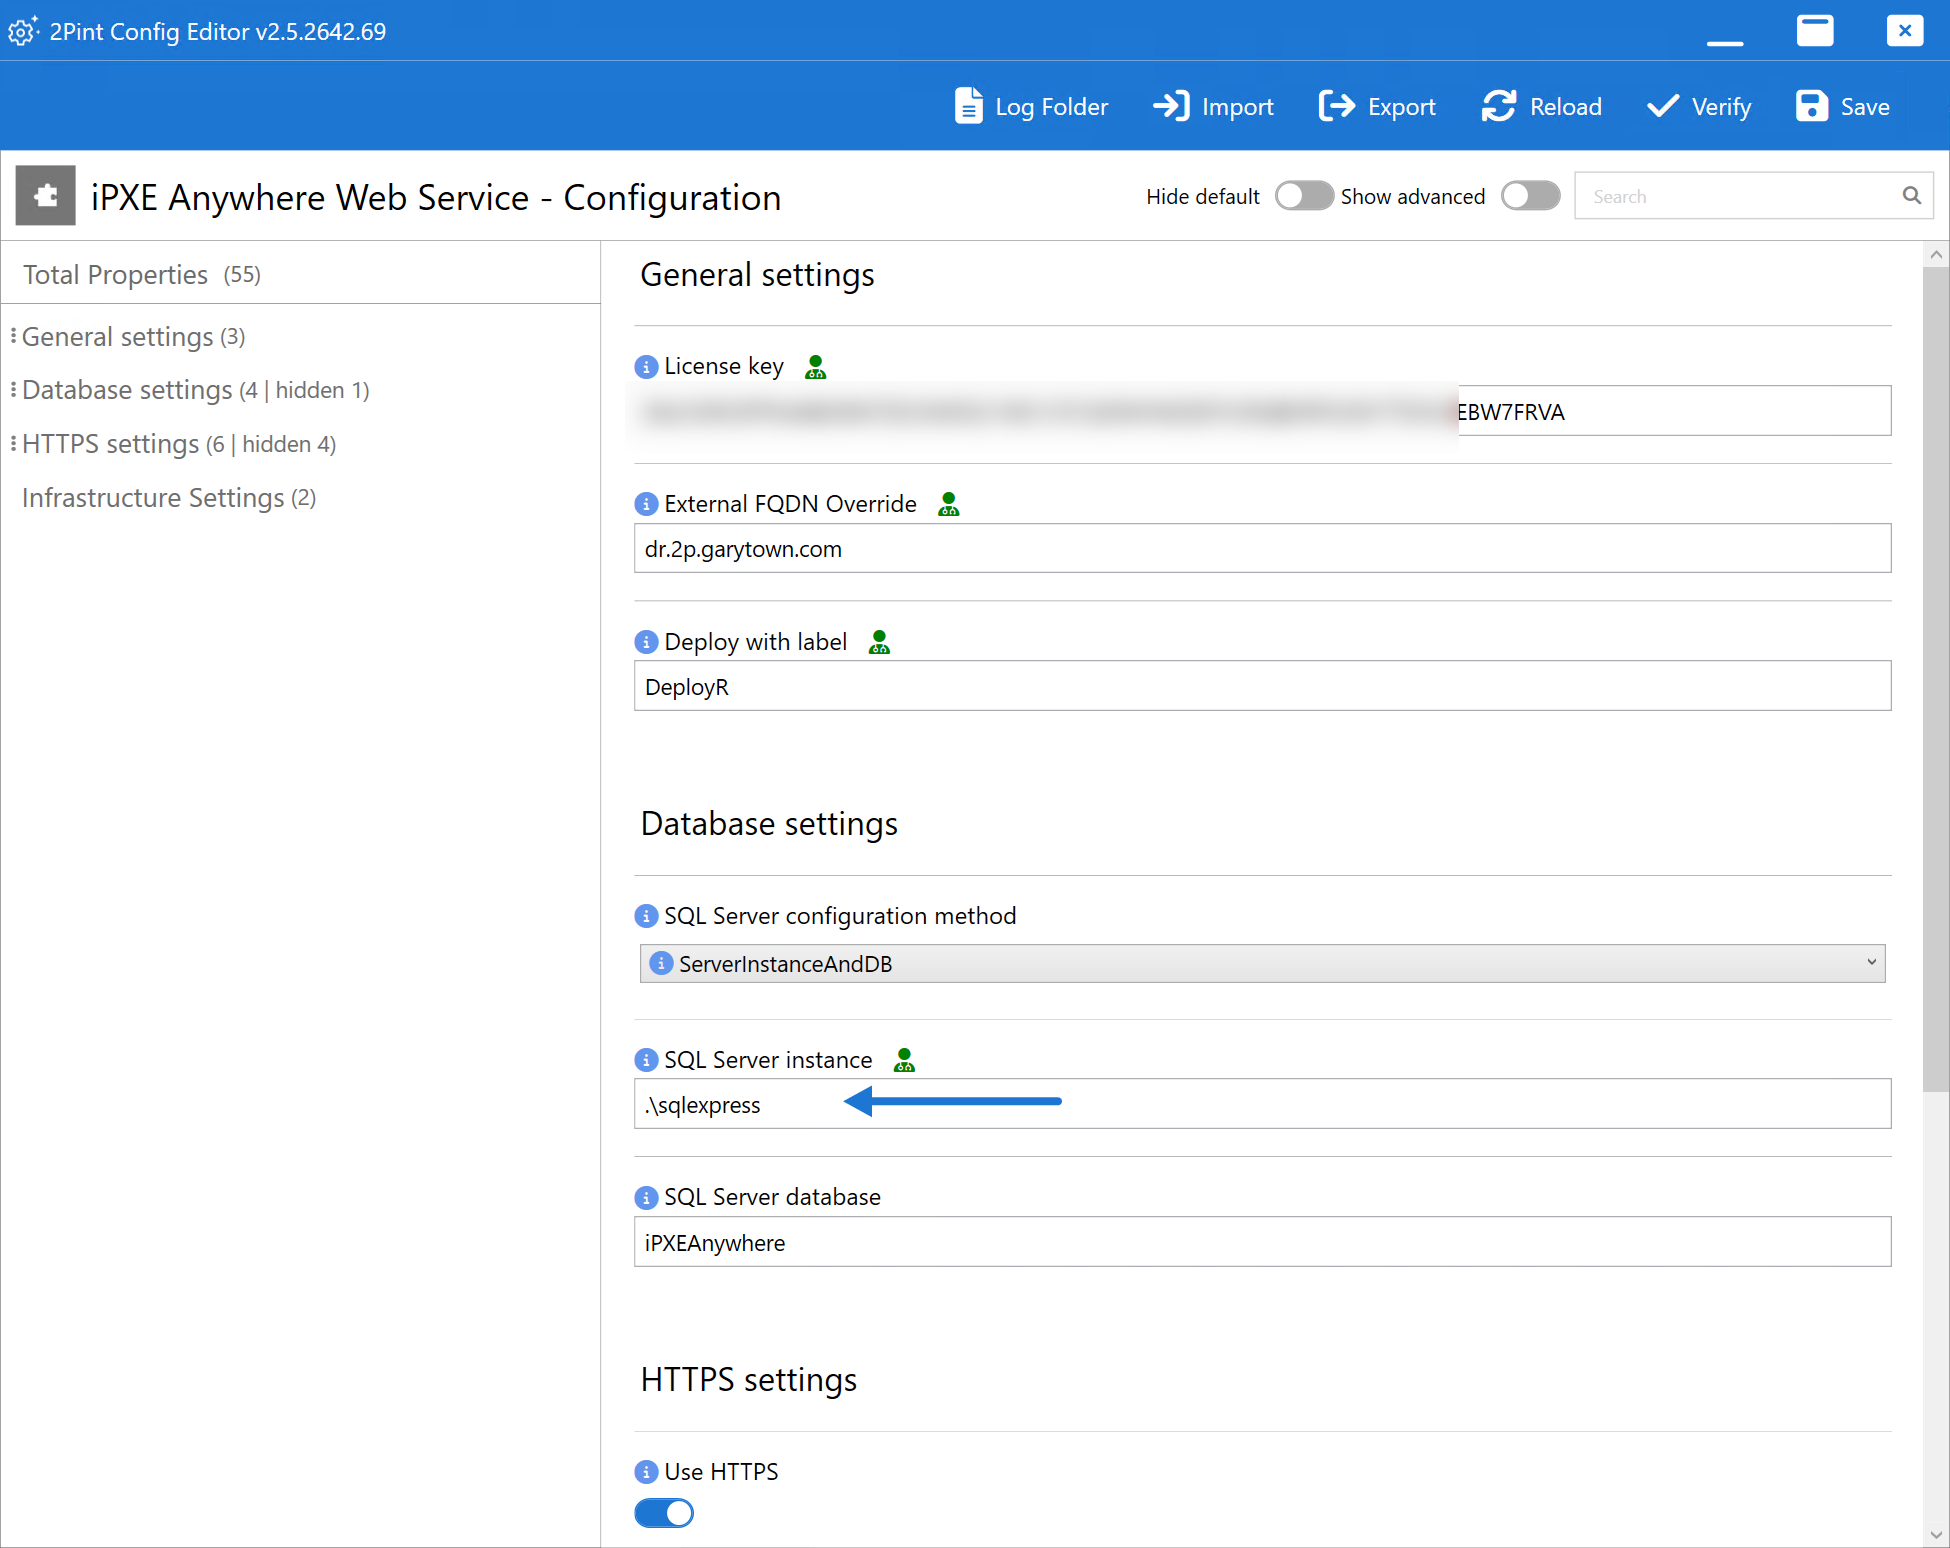 2Pint Config Editor v2.5.2642.69
Log Folder Import Export Reload Verify Save
iPXE Anywhere Web Service - Configuration
Hide default Show advanced Search
Total Properties (55)
General settings (3)
Database settings (4 | hidden 1)
HTTPS settings (6 | hidden 4)
Infrastructure Settings (2)
General settings
License key
EBW7FRVA
External FQDN Override
dr.2p.garytown.com
Deploy with label
DeployR
Database settings
SQL Server configuration method
ServerInstanceAndDB
SQL Server instance
.\sqlexpress
SQL Server database
iPXEAnywhere
HTTPS settings
Use HTTPS